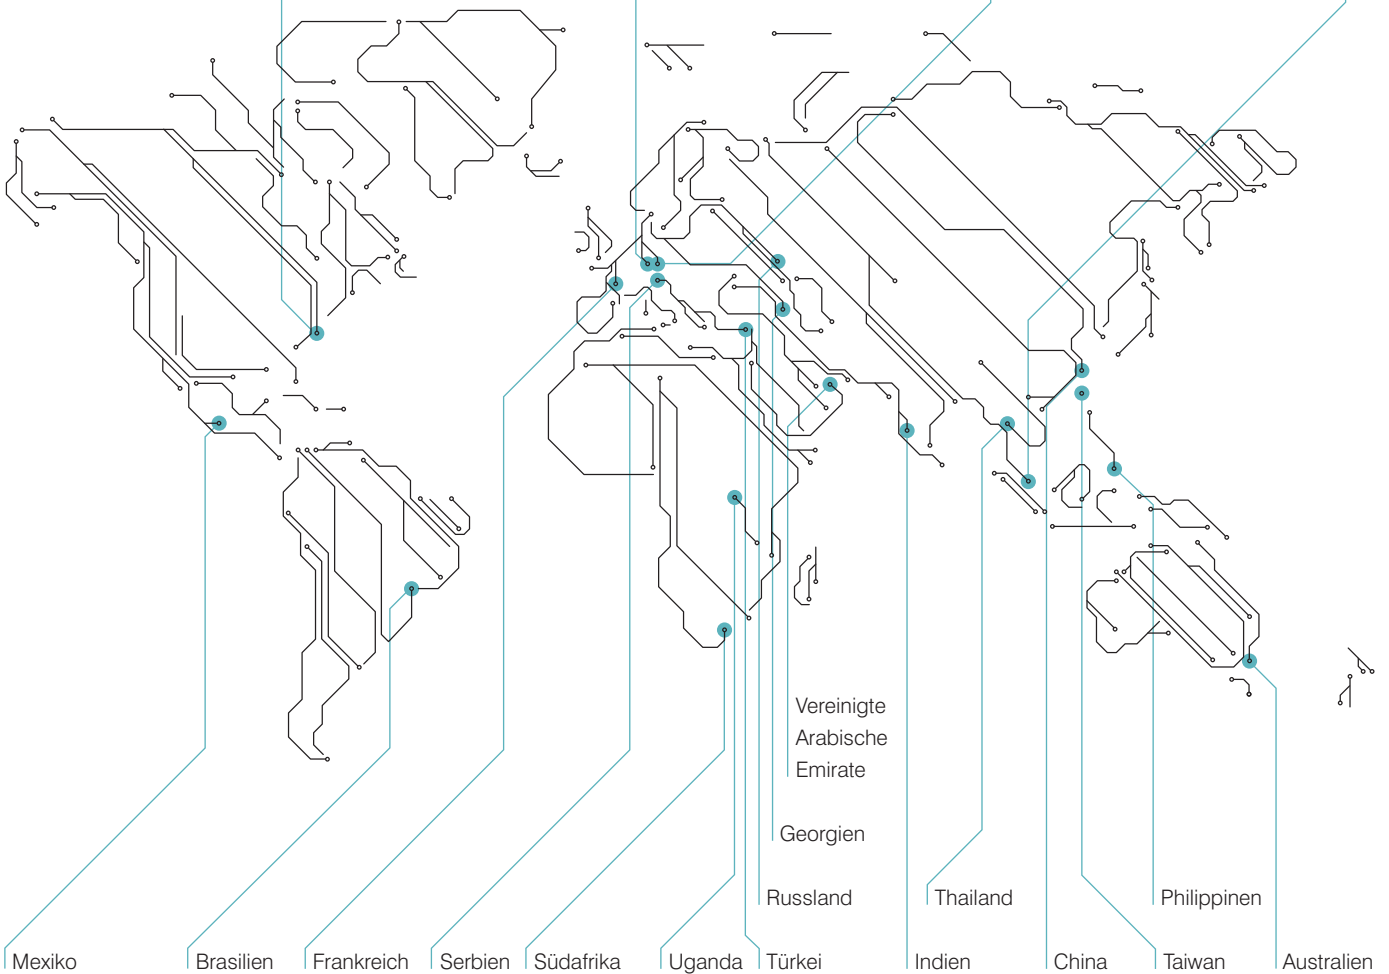 Vereinigte
Arabische
Emirate
Georgien
Russland
Thailand
Philippinen
Mexiko
Brasilien
Frankreich
Serbien
Südafrika
Uganda
Türkei
Indien
China
Taiwan
Australien